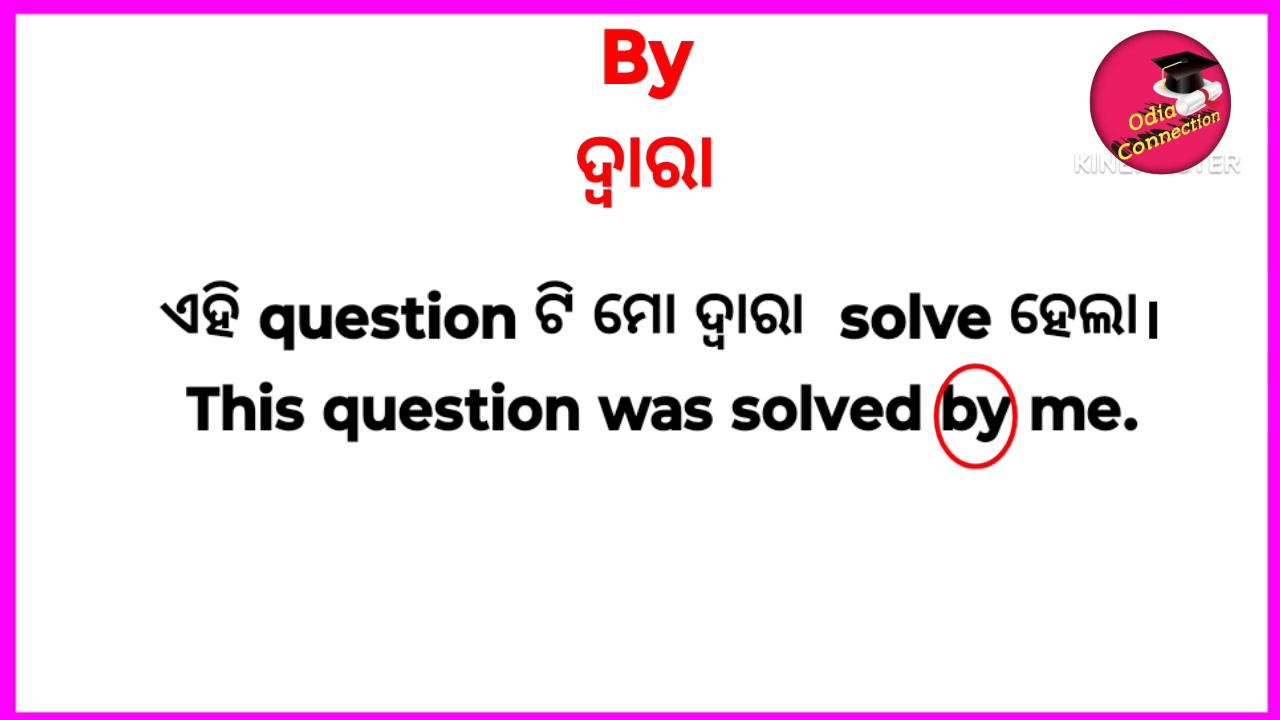 By
ଦ୍ୱାରା
ଏହି question ଟି ମୋ ଦ୍ୱାରା solve ହେଲା।
This question was solved by me.
Odia
Connection